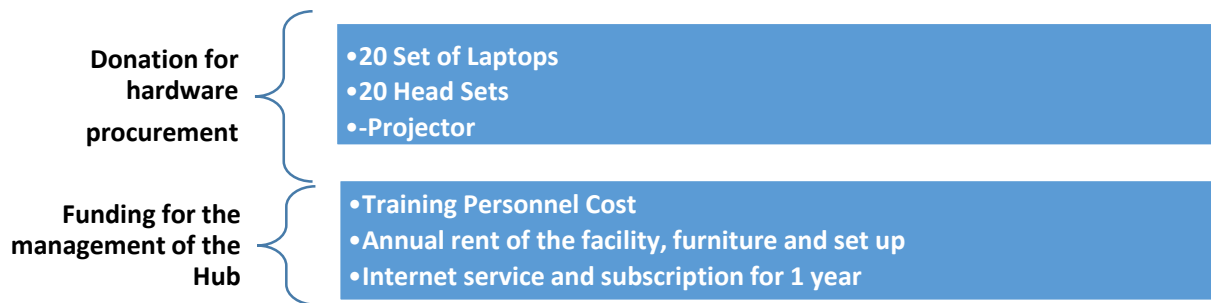 Donation for
hardware
procurement
•20 Set of Laptops
•20 Head Sets
•-Projector
Funding for the
management of the
Hub
•Training Personnel Cost
•Annual rent of the facility, furniture and set up
•Internet service and subscription for 1 year